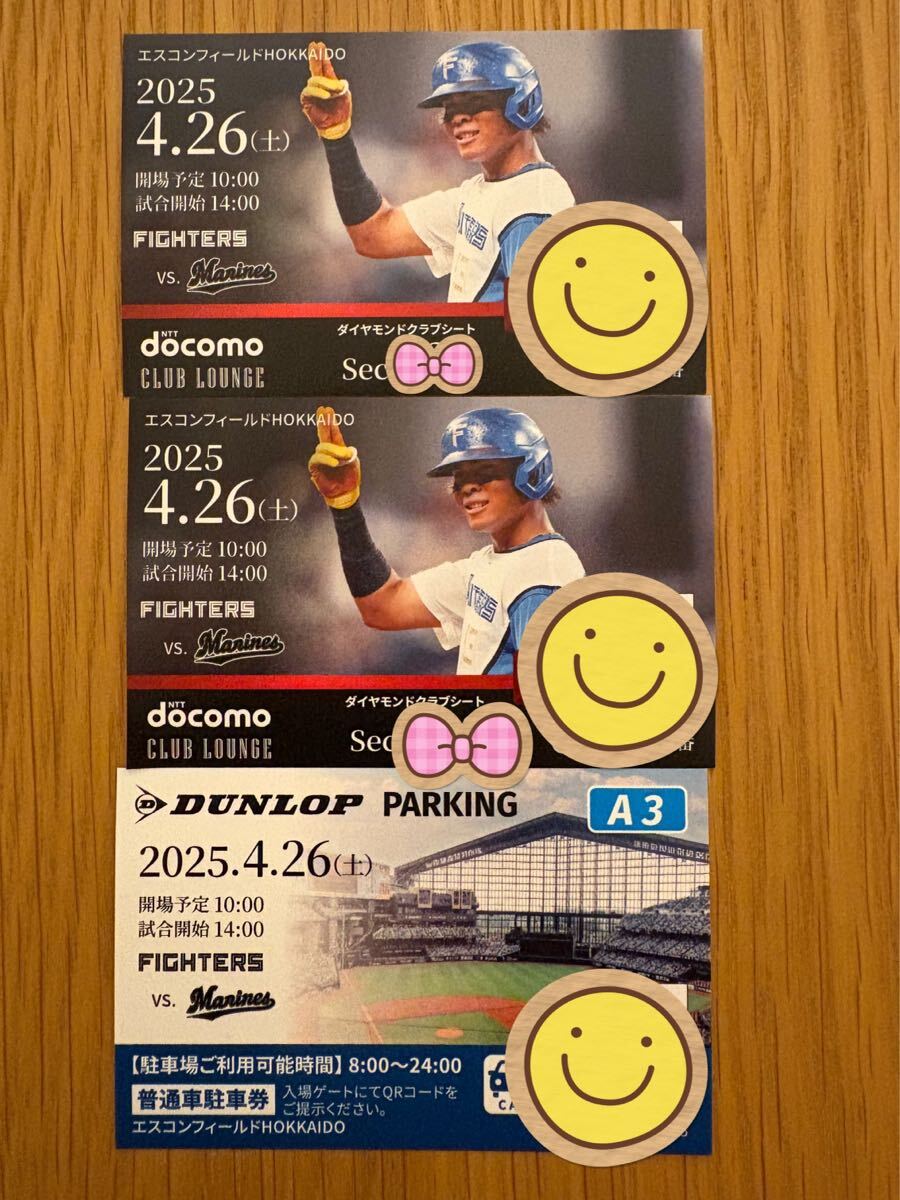 エスコンフィールドHOKKAIDO
2025
4.26(土)
開場予定 10:00
試合開始 14:00
FIGHTERS
vs. Marines
NTT
docomo
CLUB LOUNGE
ダイヤモンドクラブシート
Sec
番
エスコンフィールドHOKKAIDO
2025
4.26(土)
開場予定 10:00
試合開始 14:00
FIGHTERS
vs. Marines
NTT
docomo
CLUB LOUNGE
ダイヤモンドクラブシート
Sec
番
DUNLOP PARKING
A3
2025.4.26(土)
開場予定 10:00
試合開始 14:00
FIGHTERS
vs. Marines
【駐車場ご利用可能時間】8:00〜24:00
普通車駐車券
入場ゲートにてQRコードを
ご提示ください。
エスコンフィールドHOKKAIDO